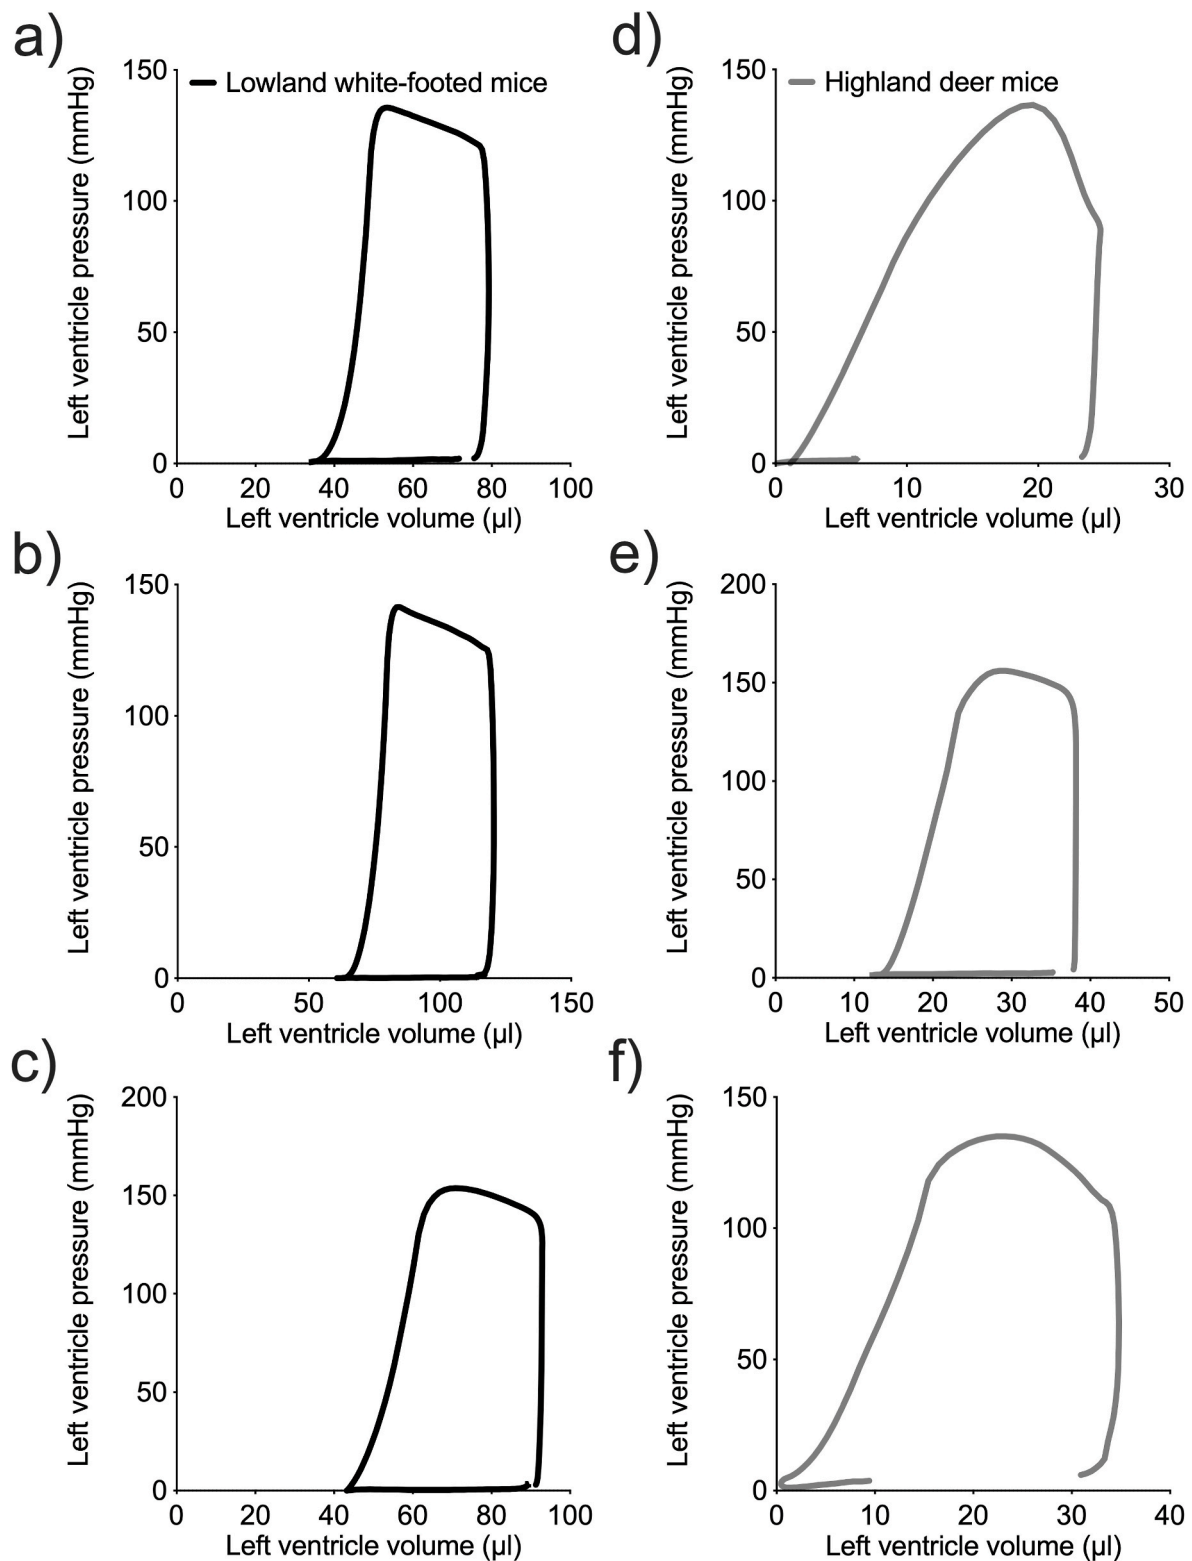 a)
Left ventricle pressure (mmHg)
150
100
50
0
Lowland white-footed mice
0 20 40 60 80 100
Left ventricle volume (µl)
d)
Left ventricle pressure (mmHg)
150
100
50
0
Highland deer mice
0 10 20 30
Left ventricle volume (µl)
b)
Left ventricle pressure (mmHg)
150
100
50
0
0 50 100 150
Left ventricle volume (µl)
e)
Left ventricle pressure (mmHg)
200
150
100
50
0
0 10 20 30 40 50
Left ventricle volume (µl)
c)
Left ventricle pressure (mmHg)
200
150
100
50
0
0 20 40 60 80 100
Left ventricle volume (µl)
f)
Left ventricle pressure (mmHg)
150
100
50
0
0 10 20 30 40
Left ventricle volume (µl)